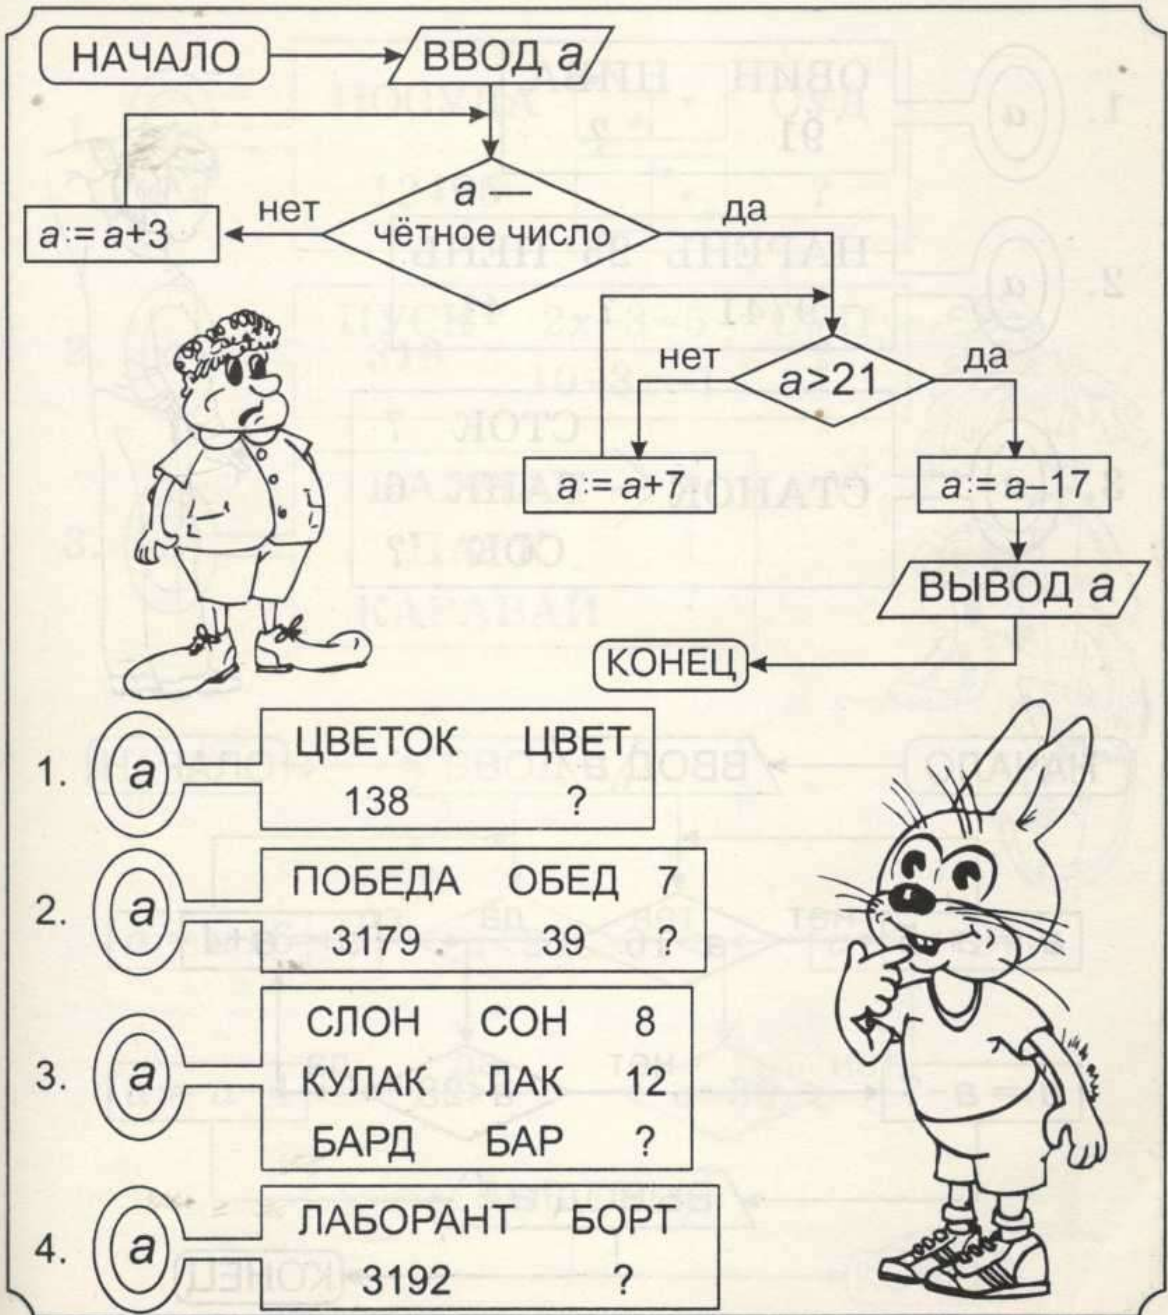 НАЧАЛО ВВОД a
a — чётное число
нет
да
a:= a+3
a>21
нет
да
a:= a+7
a:= a–17
ВЫВОД a
КОНЕЦ
1. a ЦВЕТОК ЦВЕТ
138 ?
2. a ПОБЕДА ОБЕД 7
3179 39 ?
3. a СЛОН СОН 8
КУЛАК ЛАК 12
БАРД БАР ?
4. a ЛАБОРАНТ БОРТ
3192 ?